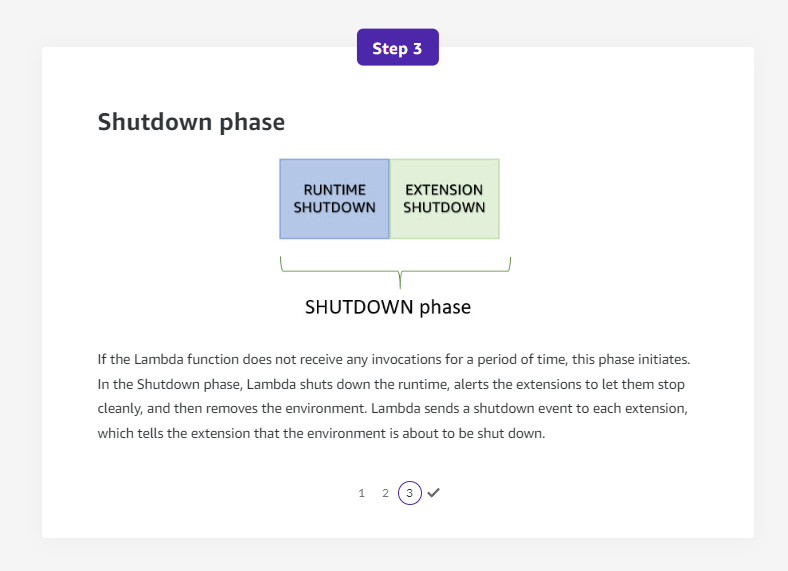 Step 3
Shutdown phase
RUNTIME
SHUTDOWN
EXTENSION
SHUTDOWN
SHUTDOWN phase
If the Lambda function does not receive any invocations for a period of time, this phase initiates.
In the Shutdown phase, Lambda shuts down the runtime, alerts the extensions to let them stop
cleanly, and then removes the environment. Lambda sends a shutdown event to each extension,
which tells the extension that the environment is about to be shut down.
1 2 3